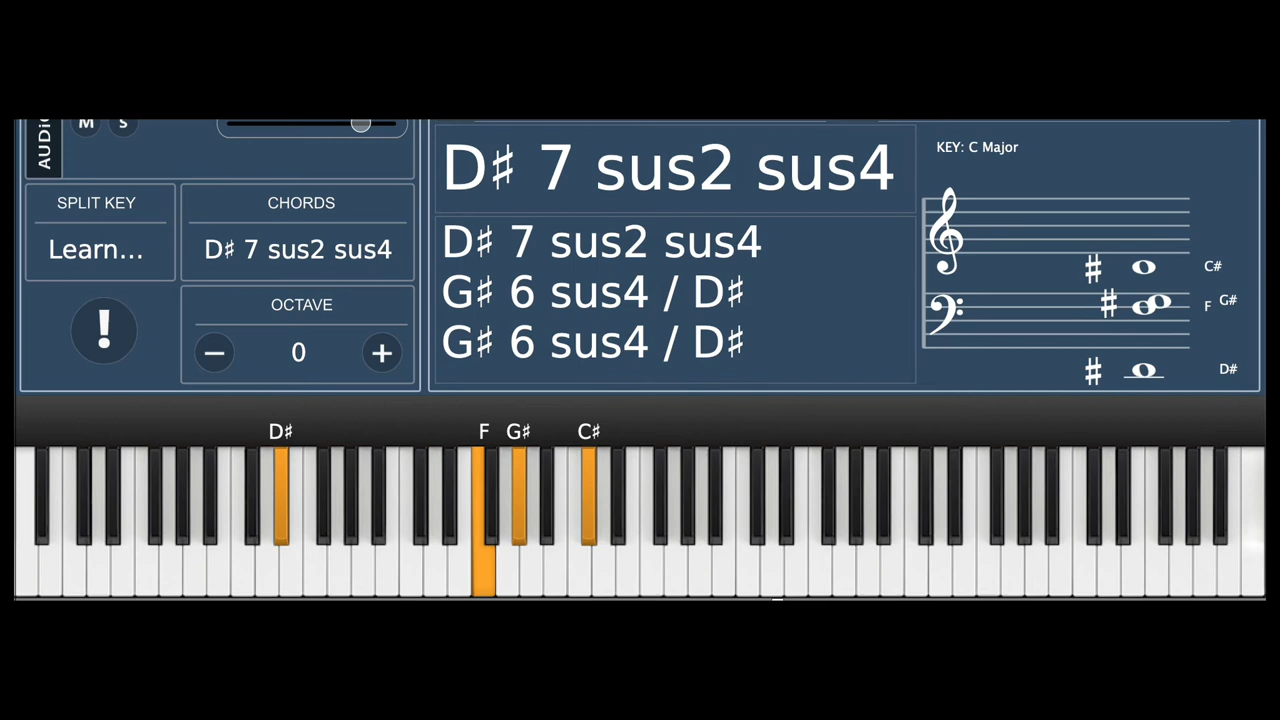 AUDiO
M S
SPLIT KEY
Learn...
CHORDS
D♯ 7 sus2 sus4
OCTAVE
− 0 +
!
D♯ 7 sus2 sus4
D♯ 7 sus2 sus4
G♯ 6 sus4 / D♯
G♯ 6 sus4 / D♯
KEY: C Major
C#
F G#
D#
D♯ F G♯ C♯